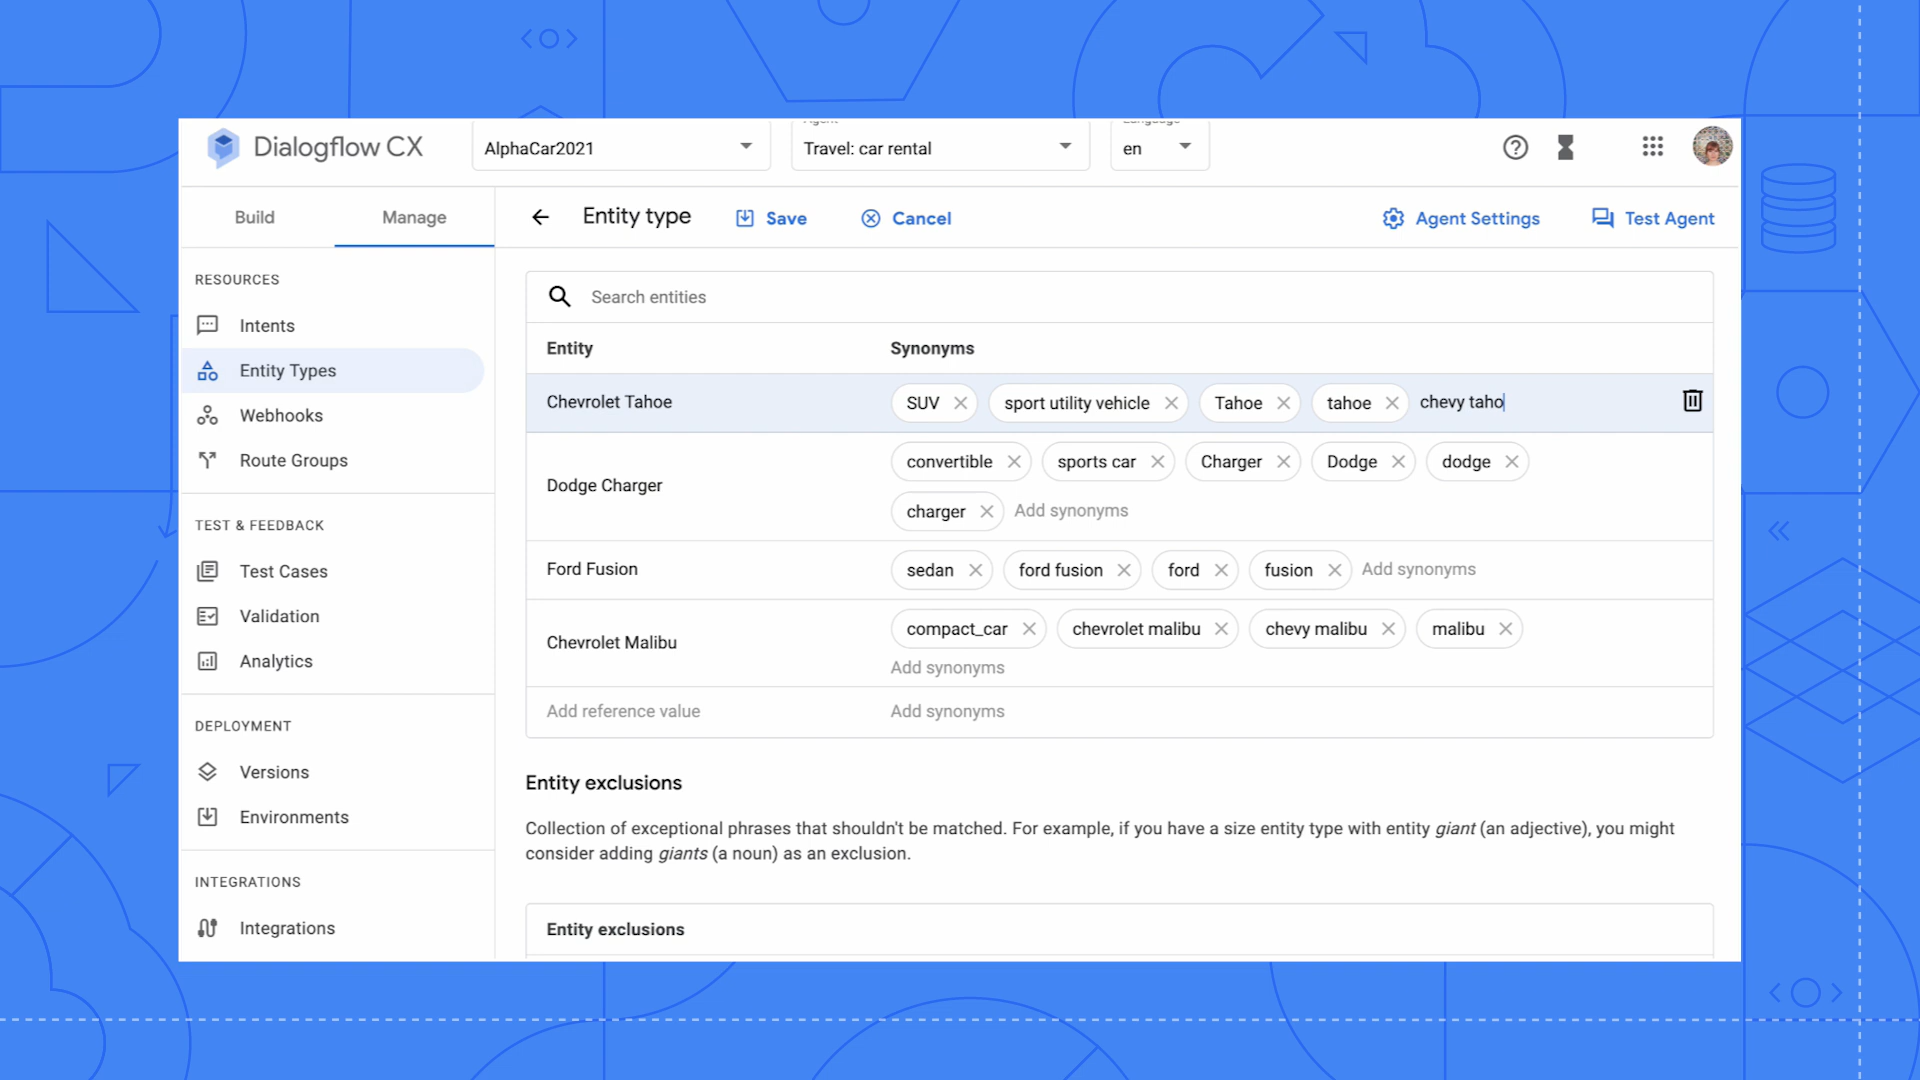 Agent
Language
Dialogflow CX
AlphaCar2021
Travel: car rental
en
Build
Manage
Entity type
Save
Cancel
Agent Settings
Test Agent
RESOURCES
Intents
Entity Types
Webhooks
Route Groups
TEST & FEEDBACK
Test Cases
Validation
Analytics
DEPLOYMENT
Versions
Environments
INTEGRATIONS
Integrations
Search entities
Entity Synonyms
Chevrolet Tahoe SUV sport utility vehicle Tahoe tahoe chevy taho
Dodge Charger convertible sports car Charger Dodge dodge
charger Add synonyms
Ford Fusion sedan ford fusion ford fusion Add synonyms
Chevrolet Malibu compact_car chevrolet malibu chevy malibu malibu
Add synonyms
Add reference value Add synonyms
Entity exclusions
Collection of exceptional phrases that shouldn't be matched. For example, if you have a size entity type with entity giant (an adjective), you might
consider adding giants (a noun) as an exclusion.
Entity exclusions